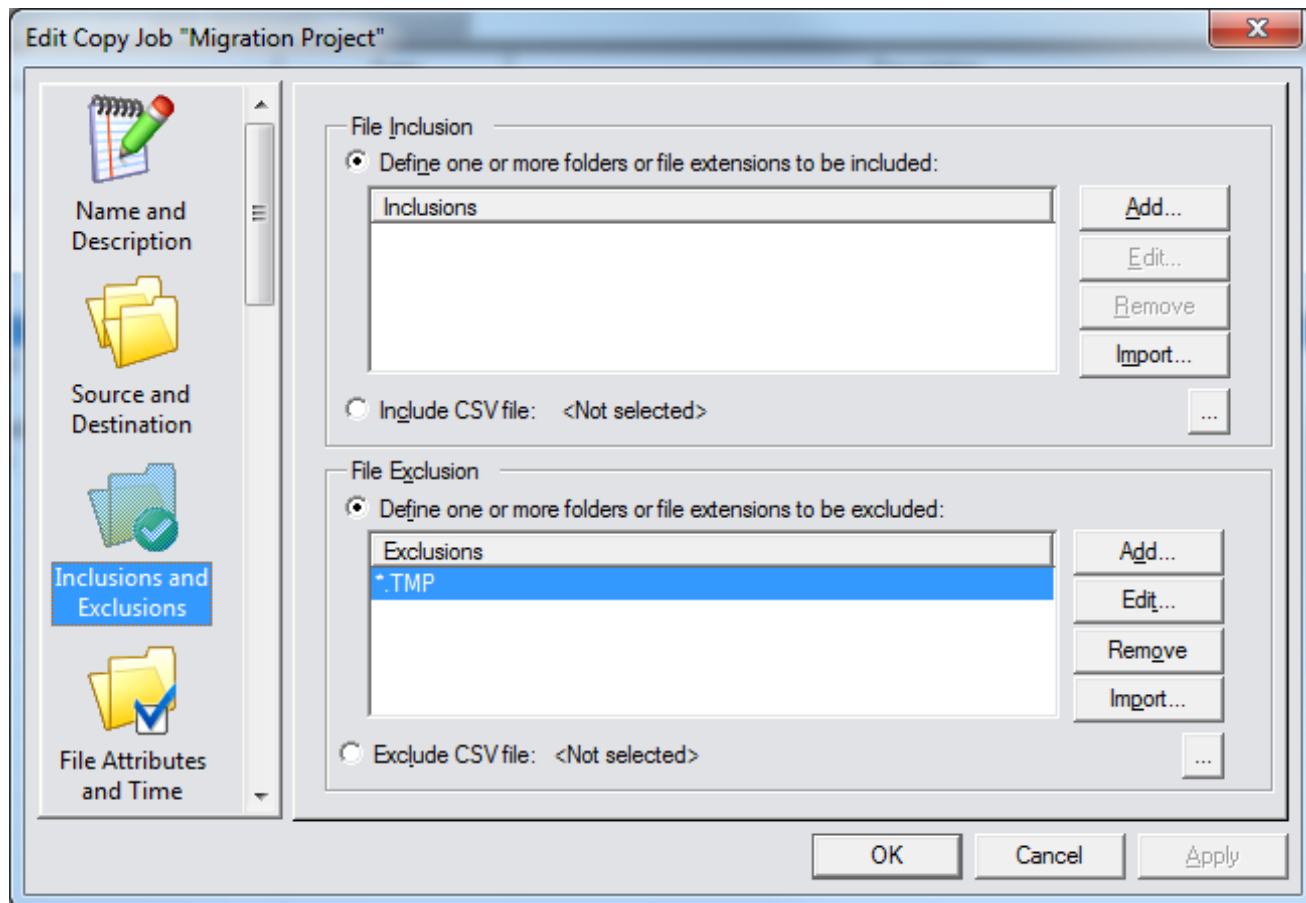 Edit Copy Job "Migration Project"
Name and
Description
Source and
Destination
Inclusions and
Exclusions
File Attributes
and Time
File Inclusion
Define one or more folders or file extensions to be included:
Inclusions
Add...
Edit...
Remove
Import...
Include CSV file: <Not selected>
...
File Exclusion
Define one or more folders or file extensions to be excluded:
Exclusions
*.TMP
Add...
Edit...
Remove
Import...
Exclude CSV file: <Not selected>
...
OK
Cancel
Apply